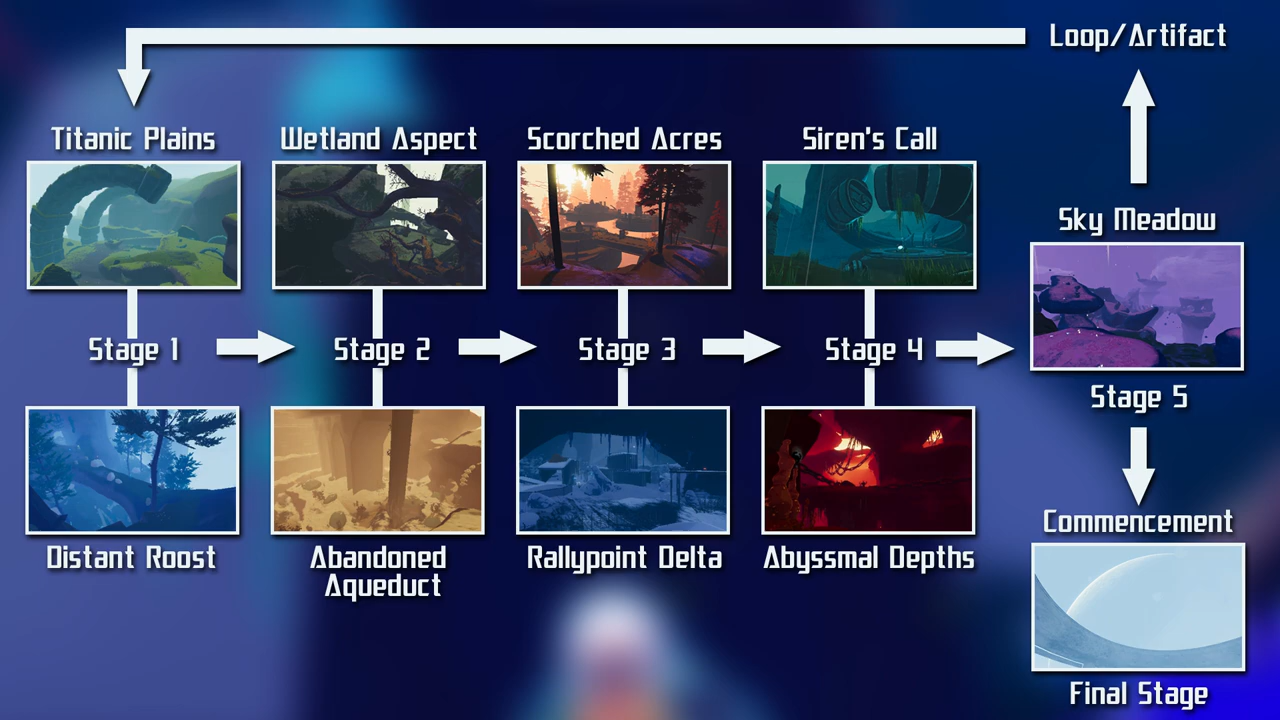 Loop/Artifact
Titanic Plains
Wetland Aspect
Scorched Acres
Siren's Call
Sky Meadow
Stage 1
Stage 2
Stage 3
Stage 4
Stage 5
Commencement
Distant Roost
Abandoned
Aqueduct
Rallypoint Delta
Abyssmal Depths
Final Stage